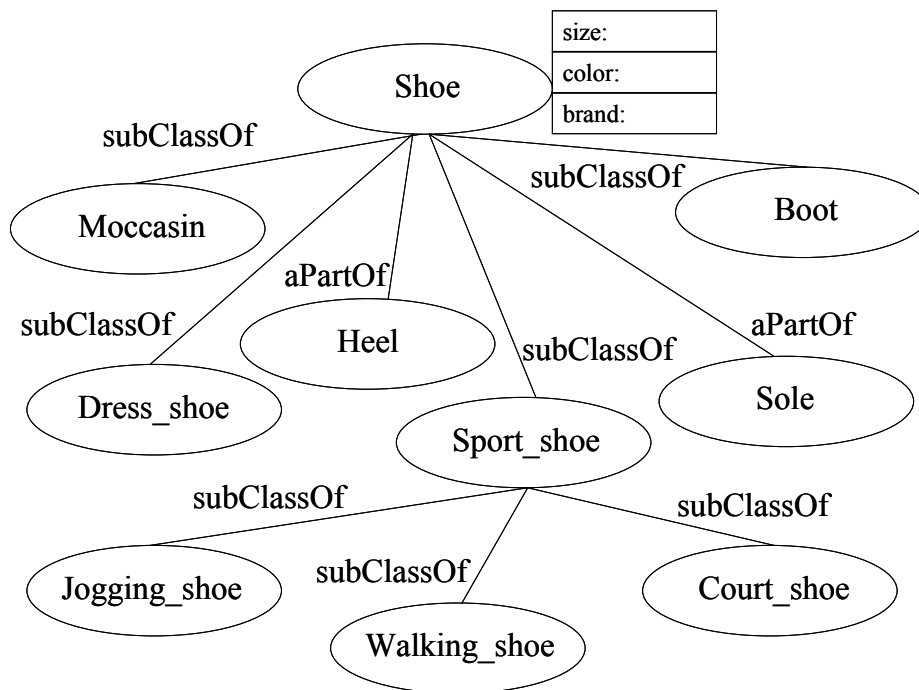 size:
Shoe
color:
brand:
subClassOf
subClassOf
Moccasin
Boot
aPartOf
subClassOf
Heel
aPartOf
subClassOf
Dress_shoe
Sole
Sport_shoe
subClassOf
subClassOf
subClassOf
Jogging_shoe
Court_shoe
Walking_shoe